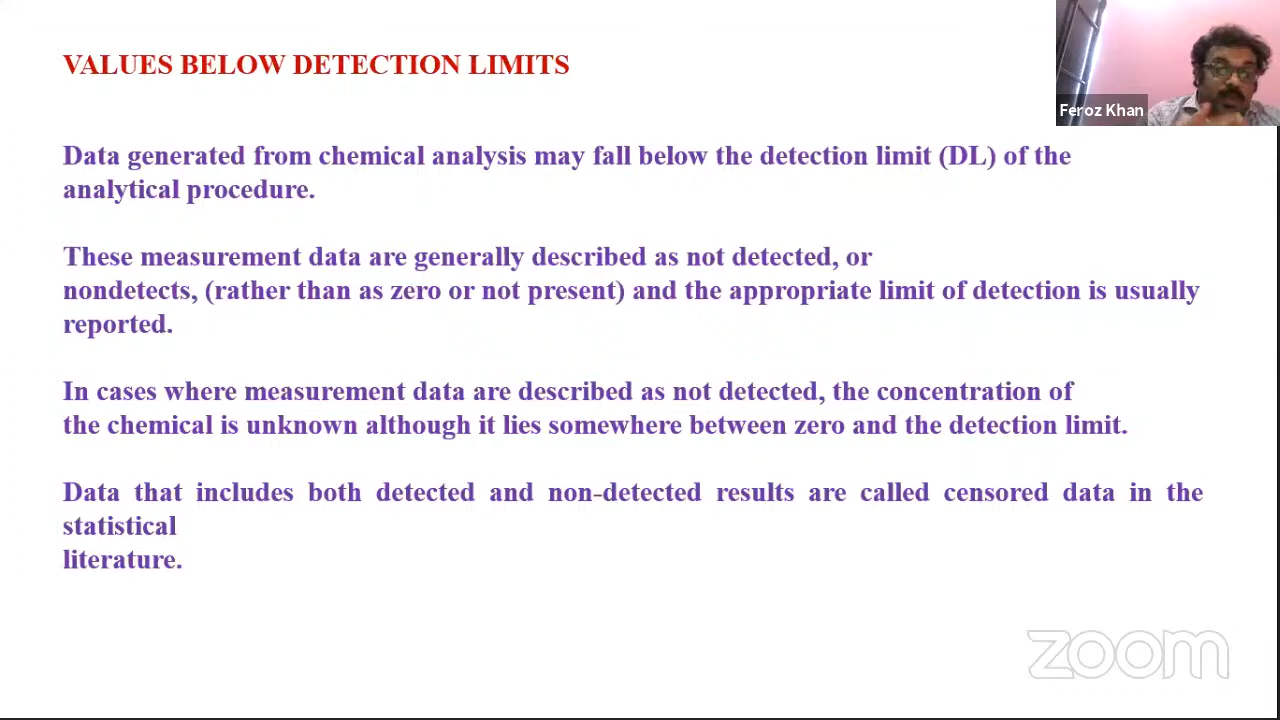 VALUES BELOW DETECTION LIMITS
Feroz Khan
Data generated from chemical analysis may fall below the detection limit (DL) of the
analytical procedure.
These measurement data are generally described as not detected, or
nondetects, (rather than as zero or not present) and the appropriate limit of detection is usually
reported.
In cases where measurement data are described as not detected, the concentration of
the chemical is unknown although it lies somewhere between zero and the detection limit.
Data that includes both detected and non-detected results are called censored data in the
statistical
literature.
zoom